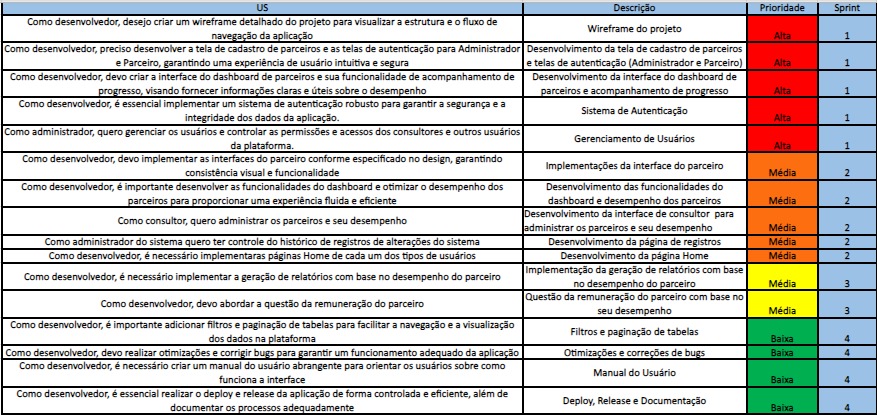 US Descrição Prioridade Sprint
Como desenvolvedor, desejo criar um wireframe detalhado do projeto para visualizar a estrutura e o fluxo de
navegação da aplicação
Wireframe do projeto
Alta 1
Como desenvolvedor, preciso desenvolver a tela de cadastro de parceiros e as telas de autenticação para Administrador
e Parceiro, garantindo uma experiência de usuário intuitiva e segura
Desenvolvimento da tela de cadastro de parceiros
e telas de autenticação (Administrador e Parceiro)
Alta 1
Como desenvolvedor, devo criar a interface do dashboard de parceiros e sua funcionalidade de acompanhamento de
progresso, visando fornecer informações claras e úteis sobre o desempenho
Desenvolvimento da interface do dashboard de
parceiros e acompanhamento de progresso
Alta 1
Como desenvolvedor, é essencial implementar um sistema de autenticação robusto para garantir a segurança e a
integridade dos dados da aplicação.
Sistema de Autenticação
Alta 1
Como administrador, quero gerenciar os usuários e controlar as permissões e acessos dos consultores e outros usuários
da plataforma.
Gerenciamento de Usuários
Alta 1
Como desenvolvedor, devo implementar as interfaces do parceiro conforme especificado no design, garantindo
consistência visual e funcionalidade
Implementações da interface do parceiro
Média 2
Como desenvolvedor, é importante desenvolver as funcionalidades do dashboard e otimizar o desempenho dos
parceiros para proporcionar uma experiência fluida e eficiente
Desenvolvimento das funcionalidades do
dashboard e desempenho dos parceiros
Média 2
Como consultor, quero administrar os parceiros e seu desempenho
Desenvolvimento da interface de consultor para
administrar os parceiros e seu desempenho
Média 2
Como administrador do sistema quero ter controle do histórico de registros de alterações do sistema
Desenvolvimento da página de registros
Média 2
Como desenvolvedor, é necessário implementaras páginas Home de cada um dos tipos de usuários
Desenvolvimento da página Home
Média 2
Como desenvolvedor, é necessário implementar a geração de relatórios com base no desempenho do parceiro
Implementação da geração de relatórios com base
no desempenho do parceiro
Média 3
Como desenvolvedor, devo abordar a questão da remuneração do parceiro
Questão da remuneração do parceiro com base no
seu desempenho
Média 3
Como desenvolvedor, é importante adicionar filtros e paginação de tabelas para facilitar a navegação e a visualização
dos dados na plataforma
Filtros e paginação de tabelas
Baixa 4
Como desenvolvedor, devo realizar otimizações e corrigir bugs para garantir um funcionamento adequado da aplicação
Otimizações e correções de bugs
Baixa 4
Como desenvolvedor, é necessário criar um manual do usuário abrangente para orientar os usuários sobre como
funciona a interface
Manual do Usuário
Baixa 4
Como desenvolvedor, é essencial realizar o deploy e release da aplicação de forma controlada e eficiente, além de
documentar os processos adequadamente
Deploy, Release e Documentação
Baixa 4